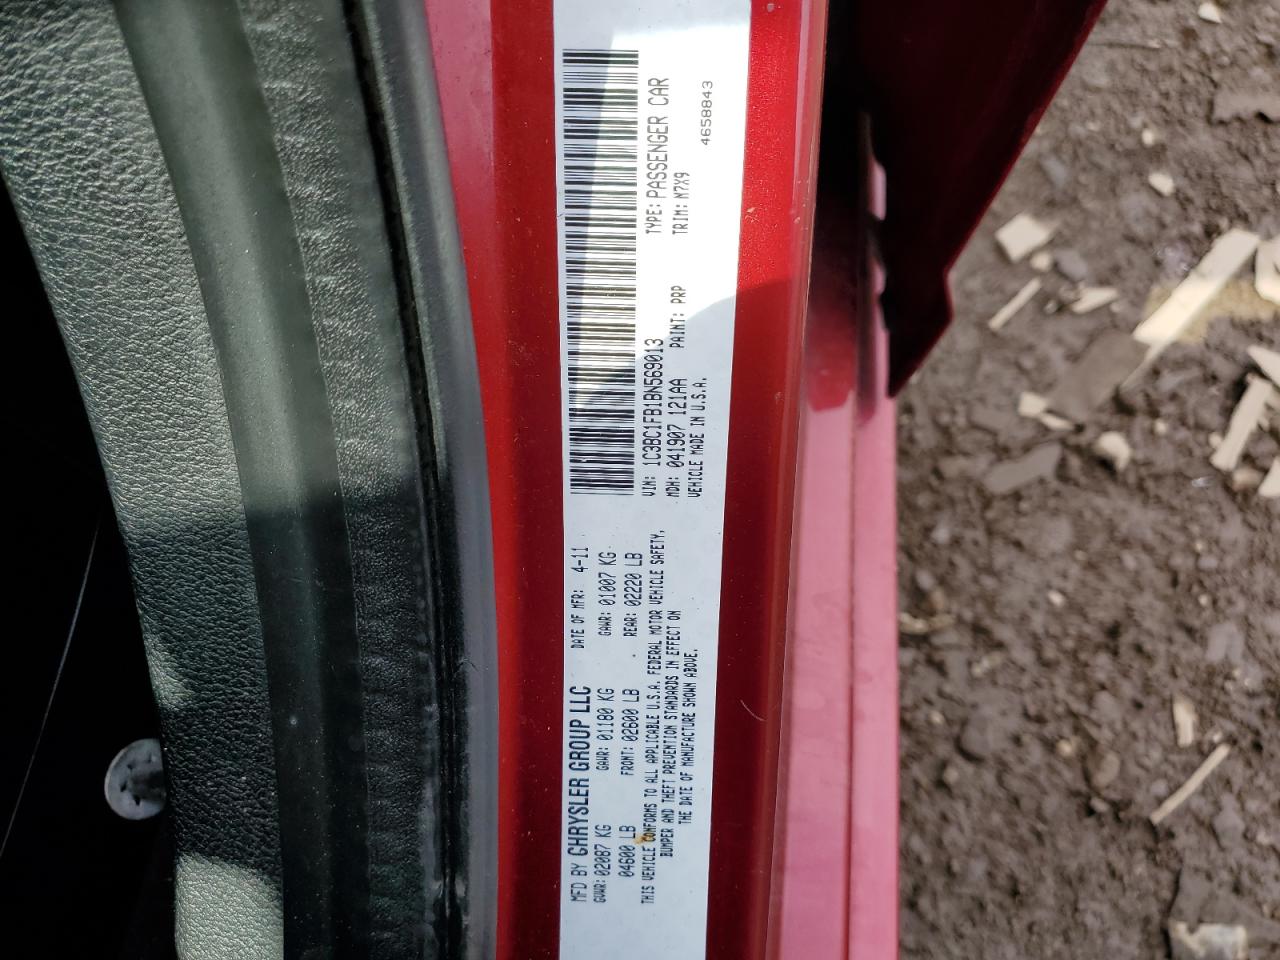 MFD BY CHRYSLER GROUP LLC DATE OF MFR: 4-11
GVWR: 02087 KG GAWR: 01180 KG GAWR: 01007 KG
04600 LB FRONT: 02600 LB REAR: 02220 LB
THIS VEHICLE CONFORMS TO ALL APPLICABLE U.S.A. FEDERAL MOTOR VEHICLE SAFETY,
BUMPER AND THEFT PREVENTION STANDARDS IN EFFECT ON
THE DATE OF MANUFACTURE SHOWN ABOVE.
VIN: 1C3BC1FB1BN569013 TYPE: PASSENGER CAR
MDH: 041907 121AA PAINT: PRP TRIM: M7X9
VEHICLE MADE IN U.S.A.
4658843